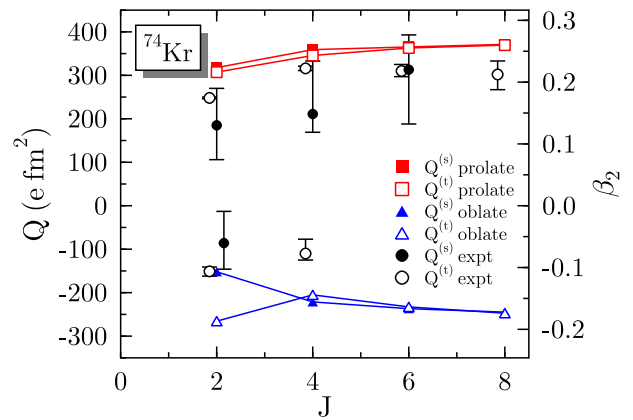 ⁷⁴Kr
400
300
200
100
0
-100
-200
-300
Q (e fm²)
0.3
0.2
0.1
0.0
-0.1
-0.2
β₂
Q⁽ˢ⁾ prolate
Q⁽ᵗ⁾ prolate
Q⁽ˢ⁾ oblate
Q⁽ᵗ⁾ oblate
Q⁽ˢ⁾ expt
Q⁽ᵗ⁾ expt
0 2 4 6 8
J